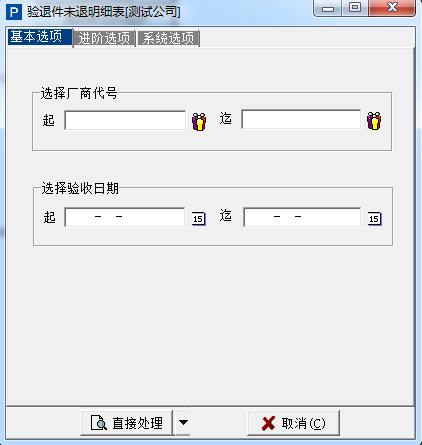 P 验退件未退明细表[测试公司]
基本选项 进阶选项 系统选项
选择厂商代号
起 迄
选择验收日期
起 - - 15 迄 - - 15
直接处理 取消(C)